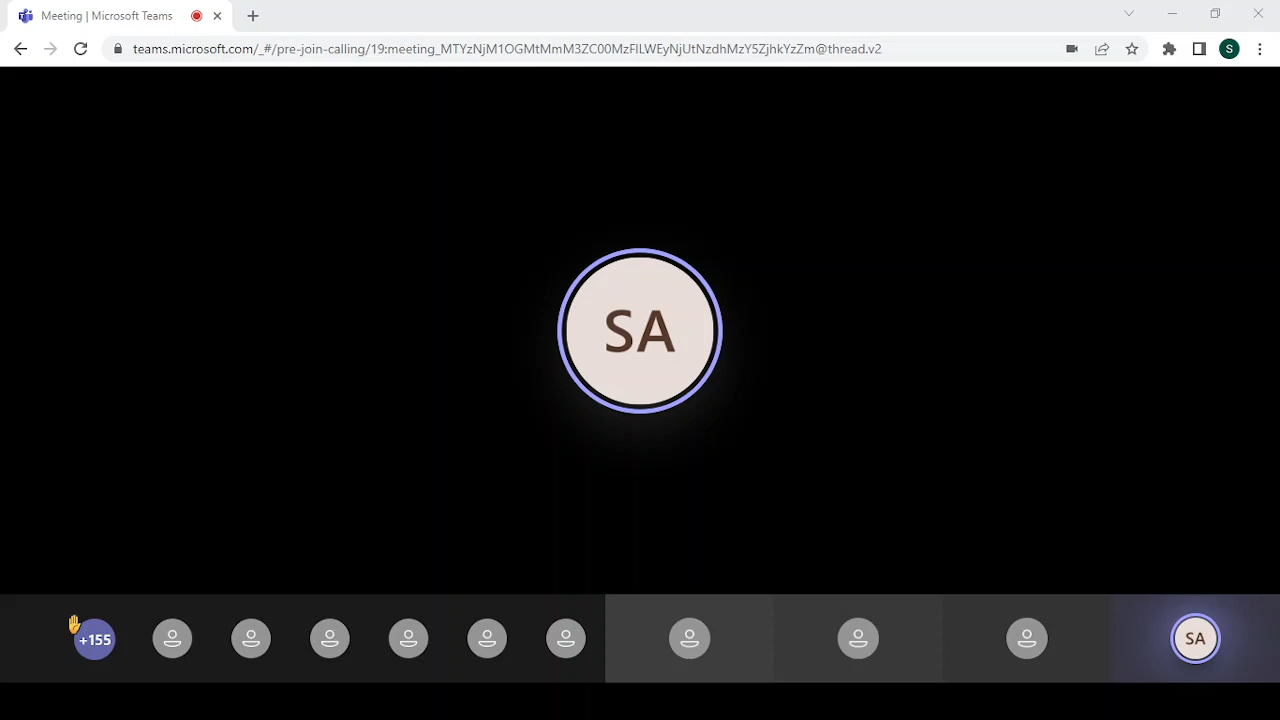 Meeting | Microsoft Teams
teams.microsoft.com/_#/pre-join-calling/19:meeting_MTYzNjM1OGMtMmM3ZC00MzFlLWEyNjUtNzdhMzY5ZjhkYzZm@thread.v2
S
SA
+155
SA